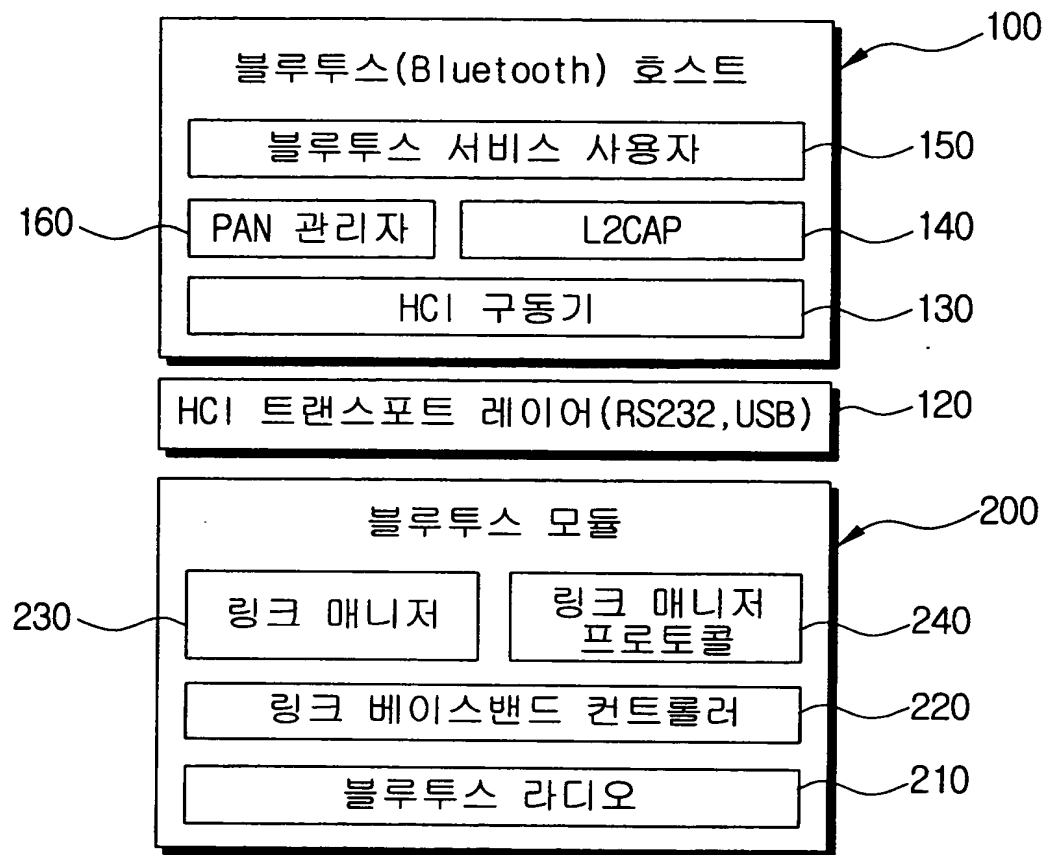 100
블루투스(Bluetooth) 호스트
블루투스 서비스 사용자
150
160
PAN 관리자
L2CAP
140
HCI 구동기
130
HCI 트랜스포트 레이어(RS232,USB)
120
200
블루투스 모듈
230
링크 매니저
링크 매니저
프로토콜
240
링크 베이스밴드 컨트롤러
220
블루투스 라디오
210